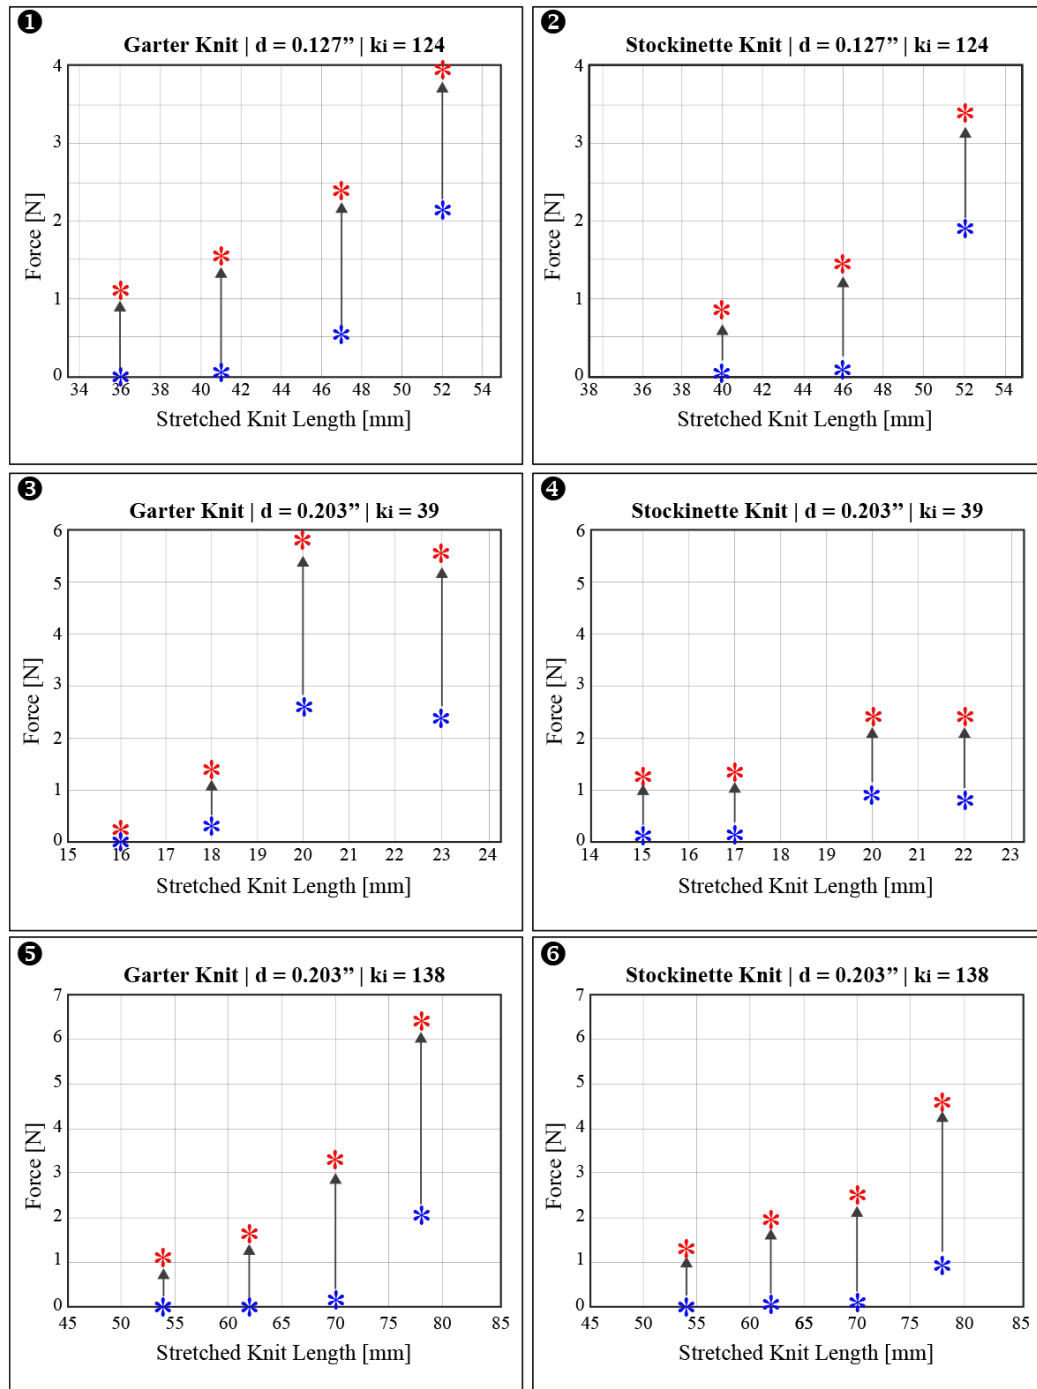 ❶
Garter Knit | d = 0.127” | ki = 124
4
3
2
1
0
Force [N]
34 36 40 42 44 46 48 50 52 54
Stretched Knit Length [mm]
❷
Stockinette Knit | d = 0.127” | ki = 124
4
3
2
1
0
Force [N]
38 36 38 40 42 44 46 48 50 52 54
Stretched Knit Length [mm]
❸
Garter Knit | d = 0.203” | ki = 39
6
5
4
3
2
1
0
Force [N]
15 16 17 18 19 20 21 22 23 24
Stretched Knit Length [mm]
❹
Stockinette Knit | d = 0.203” | ki = 39
6
5
4
3
2
1
0
Force [N]
14 15 16 17 18 19 20 21 22 23
Stretched Knit Length [mm]
❺
Garter Knit | d = 0.203” | ki = 138
7
6
5
4
3
2
1
0
Force [N]
45 50 55 60 65 70 75 80 85
Stretched Knit Length [mm]
❻
Stockinette Knit | d = 0.203” | ki = 138
7
6
5
4
3
2
1
0
Force [N]
45 50 55 60 65 70 75 80 85
Stretched Knit Length [mm]